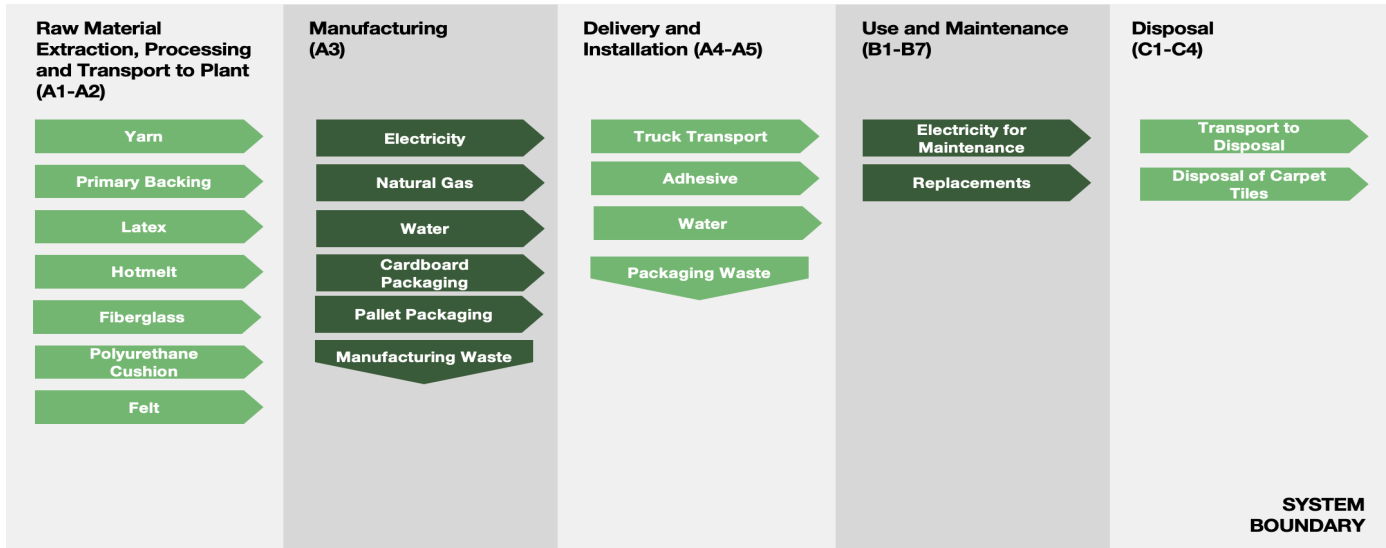 Raw Material
Extraction, Processing
and Transport to Plant
(A1-A2)
Yarn
Primary Backing
Latex
Hotmelt
Fiberglass
Polyurethane
Cushion
Felt
Manufacturing
(A3)
Electricity
Natural Gas
Water
Cardboard
Packaging
Pallet Packaging
Manufacturing Waste
Delivery and
Installation (A4-A5)
Truck Transport
Adhesive
Water
Packaging Waste
Use and Maintenance
(B1-B7)
Electricity for
Maintenance
Replacements
Disposal
(C1-C4)
Transport to
Disposal
Disposal of Carpet
Tiles
SYSTEM
BOUNDARY